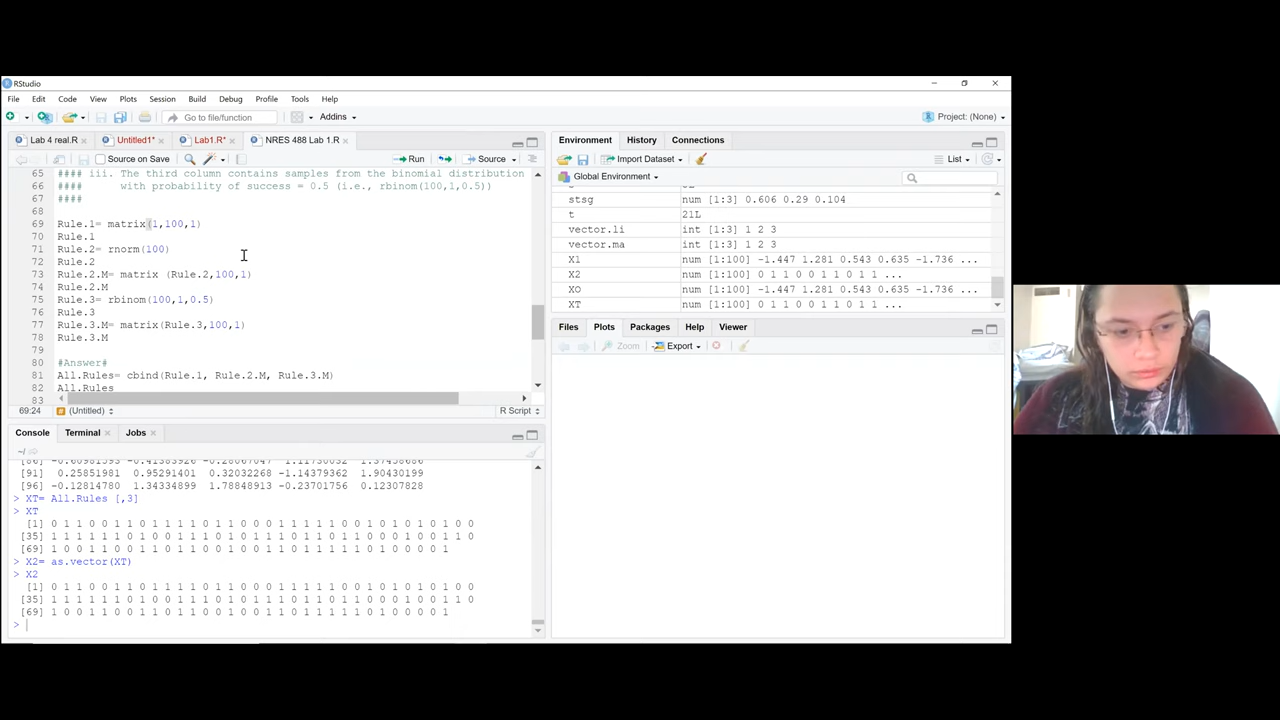 RStudio
File Edit Code View Plots Session Build Debug Profile Tools Help
Go to file/function Addins Project: (None)
Lab 4 real.R Untitled1* Lab1.R* NRES 488 Lab 1.R
Source on Save Run Source
65 #### iii. The third column contains samples from the binomial distribution
66 #### with probability of success = 0.5 (i.e., rbinom(100,1,0.5))
67 ####
68
69 Rule.1= matrix(1,100,1)
70 Rule.1
71 Rule.2= rnorm(100)
72 Rule.2
73 Rule.2.M= matrix (Rule.2,100,1)
74 Rule.2.M
75 Rule.3= rbinom(100,1,0.5)
76 Rule.3
77 Rule.3.M= matrix(Rule.3,100,1)
78 Rule.3.M
79
80 #Answer#
81 All.Rules= cbind(Rule.1, Rule.2.M, Rule.3.M)
82 All.Rules
83
69:24 (Untitled) R Script
Console Terminal Jobs
~/
[91] 0.25851981 0.95291401 0.32032268 -1.14379362 1.90430199
[96] -0.12814780 1.34334899 1.78848913 -0.23701756 0.12307828
> XT= All.Rules [,3]
> XT
[1] 0 1 1 0 0 1 1 0 1 1 1 1 0 1 1 0 0 0 1 1 1 1 1 0 0 1 0 1 0 1 0 1 0 0
[35] 1 1 1 1 1 0 1 1 1 0 1 0 1 1 1 0 0 1 1 0 1 0 1 1 0 0 0 1 0 0 1 1 0
[69] 1 0 0 1 1 0 0 1 1 0 1 1 0 0 1 0 0 1 1 0 1 1 1 1 1 0 1 0 0 0 0 1
> X2= as.vector(XT)
> X2
[1] 0 1 1 0 0 1 1 0 1 1 1 1 0 1 1 0 0 0 1 1 1 1 1 0 0 1 0 1 0 1 0 1 0 0
[35] 1 1 1 1 1 0 1 1 1 0 1 0 1 1 1 0 0 1 1 0 1 0 1 1 0 0 0 1 0 0 1 1 0
[69] 1 0 0 1 1 0 0 1 1 0 1 1 0 0 1 0 0 1 1 0 1 1 1 1 1 0 1 0 0 0 0 1
>
Environment History Connections
Import Dataset List
Global Environment
stsg num [1:3] 0.606 0.29 0.104
t 21L
vector.li int [1:3] 1 2 3
vector.ma int [1:3] 1 2 3
X1 num [1:100] -1.447 1.281 0.543 0.635 -1.736 ...
X2 num [1:100] 0 1 1 0 0 1 1 0 1 1 ...
XO num [1:100] -1.447 1.281 0.543 0.635 -1.736 ...
XT num [1:100] 0 1 1 0 0 1 1 0 1 1 ...
Files Plots Packages Help Viewer
Zoom Export